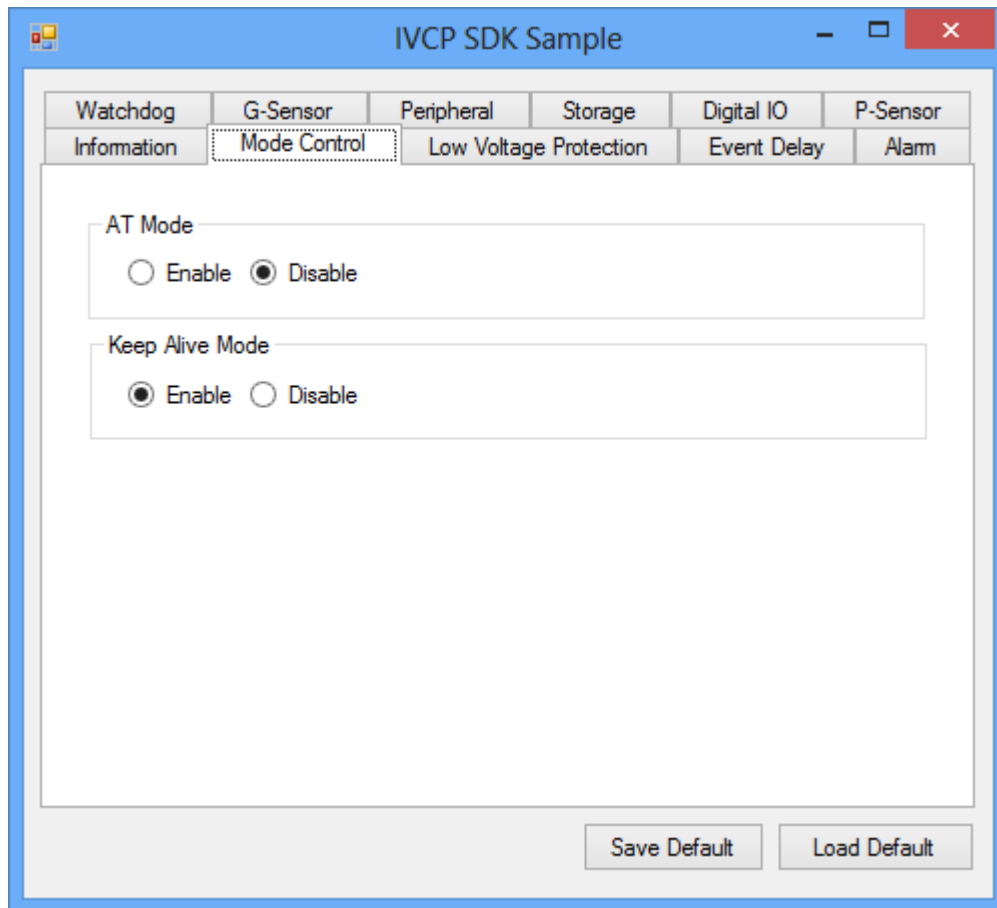 IVCP SDK Sample
Watchdog G-Sensor Peripheral Storage Digital IO P-Sensor
Information Mode Control Low Voltage Protection Event Delay Alarm
AT Mode
Enable Disable
Keep Alive Mode
Enable Disable
Save Default Load Default